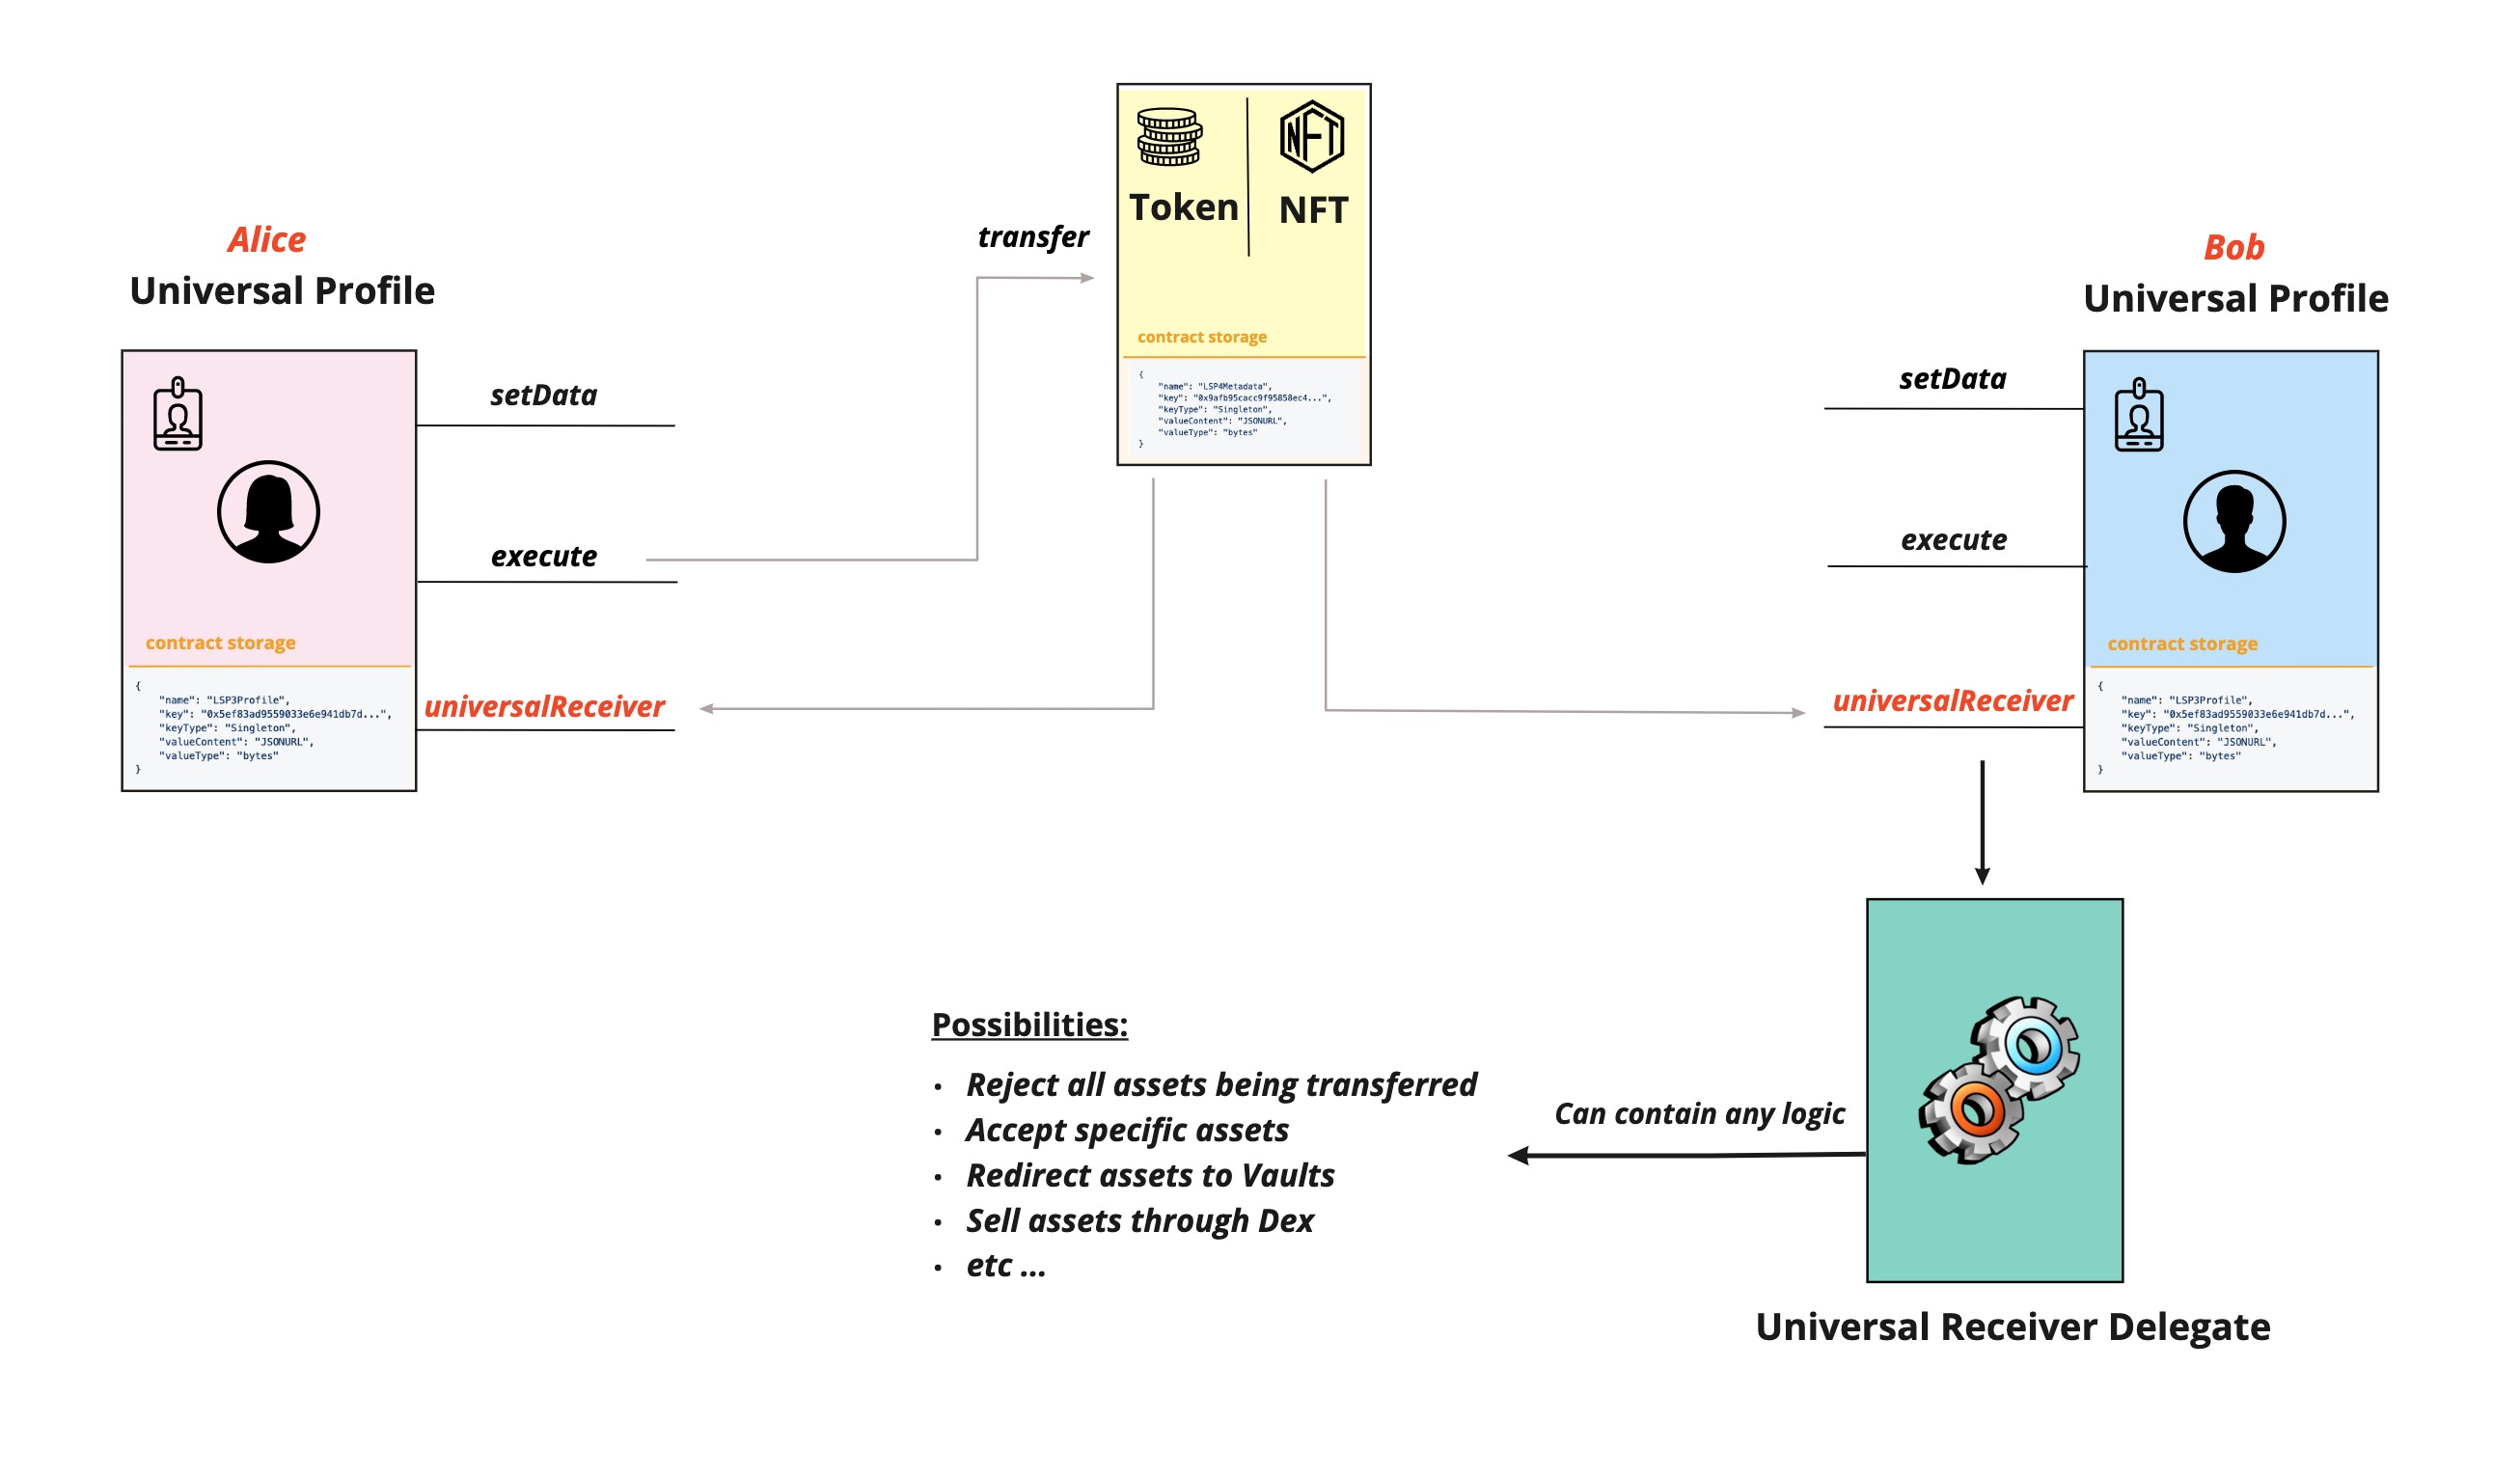 Alice
Universal Profile
setData
execute
contract storage
{
"name": "LSP3Profile",
"key": "0x5ef83ad9559033e6e941db7d...",
"keyType": "Singleton",
"valueContent": "JSONURL",
"valueType": "bytes"
}
universalReceiver
transfer
NFT
Token
NFT
contract storage
{
"name": "LSP4Metadata",
"key": "0x9afb95cacc9f95858ec4...",
"keyType": "Singleton",
"valueContent": "JSONURL",
"valueType": "bytes"
}
Bob
Universal Profile
setData
execute
contract storage
universalReceiver
{
"name": "LSP3Profile",
"key": "0x5ef83ad9559033e6e941db7d...",
"keyType": "Singleton",
"valueContent": "JSONURL",
"valueType": "bytes"
}
Possibilities:
• Reject all assets being transferred
• Accept specific assets
• Redirect assets to Vaults
• Sell assets through Dex
• etc ...
Can contain any logic
Universal Receiver Delegate